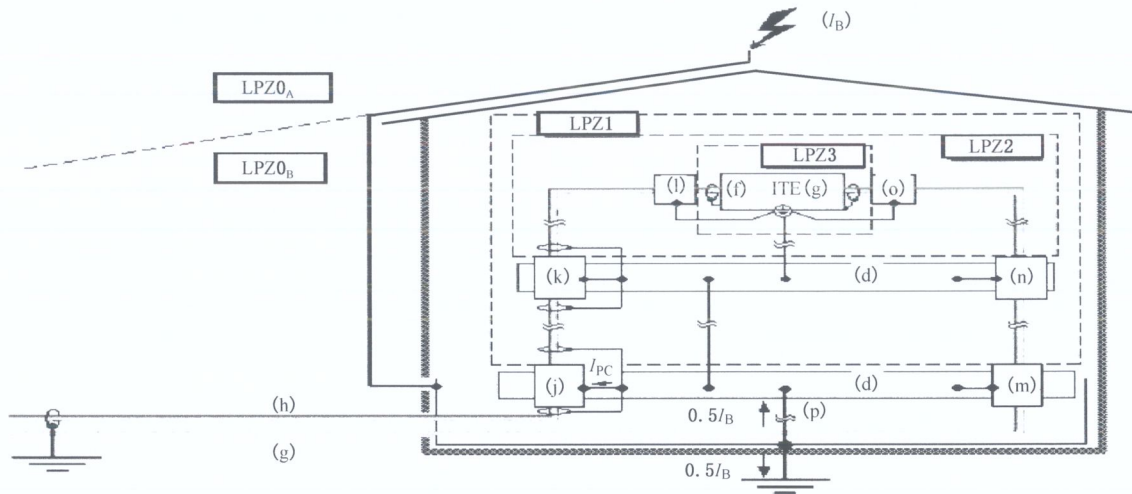 (I_B)
LPZ0_A
LPZ1
LPZ2
LPZ0_B
LPZ3
(l) (f) ITE (g) (o)
(k) (d) (n)
I_PC
(j) (d) (m)
(h) 0.5I_B (p)
(g)
0.5I_B